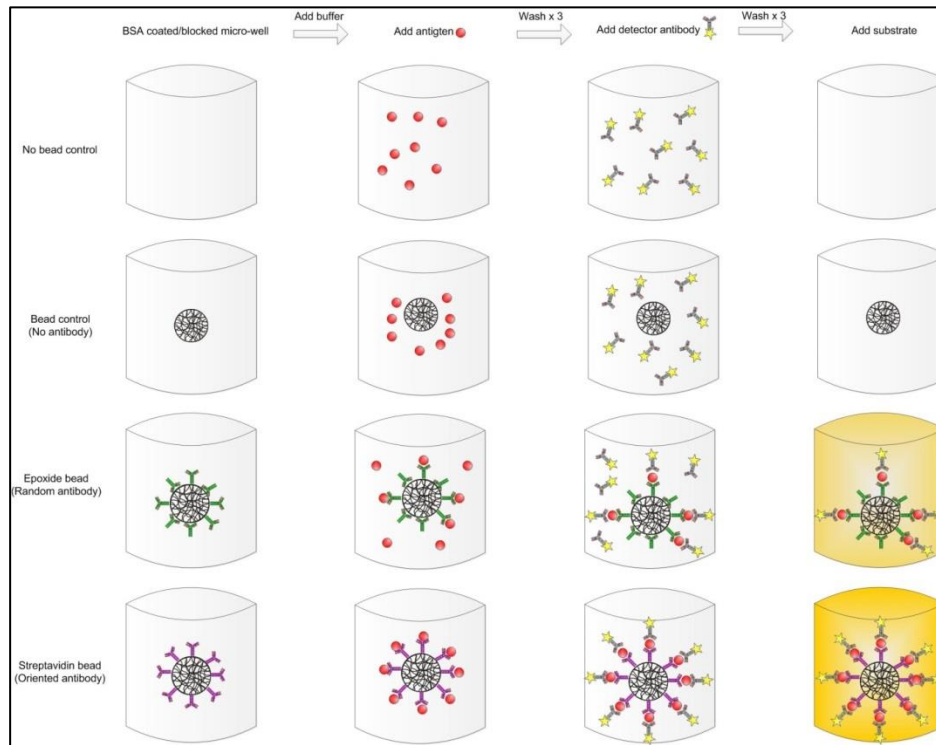 Add buffer
Wash x 3
Wash x 3
BSA coated/blocked micro-well
Add antigten
Add detector antibody
Add substrate
No bead control
Bead control
(No antibody)
Epoxide bead
(Random antibody)
Streptavidin bead
(Oriented antibody)